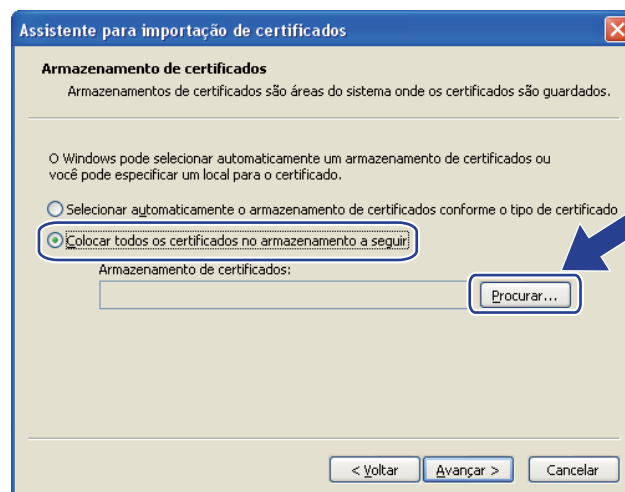 Assistente para importação de certificados
Armazenamento de certificados
Armazenamentos de certificados são áreas do sistema onde os certificados são guardados.
O Windows pode selecionar automaticamente um armazenamento de certificados ou
você pode especificar um local para o certificado.
Selecionar automaticamente o armazenamento de certificados conforme o tipo de certificado
Colocar todos os certificados no armazenamento a seguir
Armazenamento de certificados:
Procurar...
< Voltar Avançar > Cancelar